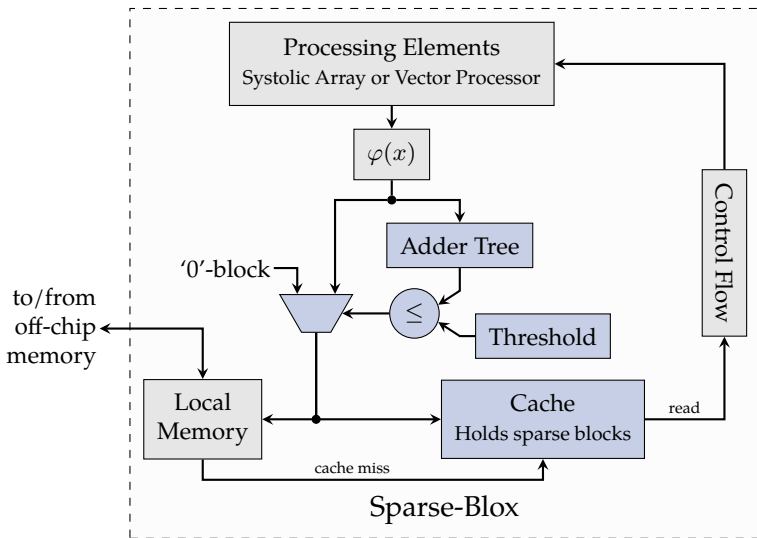 Processing Elements
Systolic Array or Vector Processor
φ(x)
Adder Tree
Control Flow
‘0’-block
≤
to/from
off-chip
memory
Threshold
Local
Memory
Cache
Holds sparse blocks
read
cache miss
Sparse-Blox